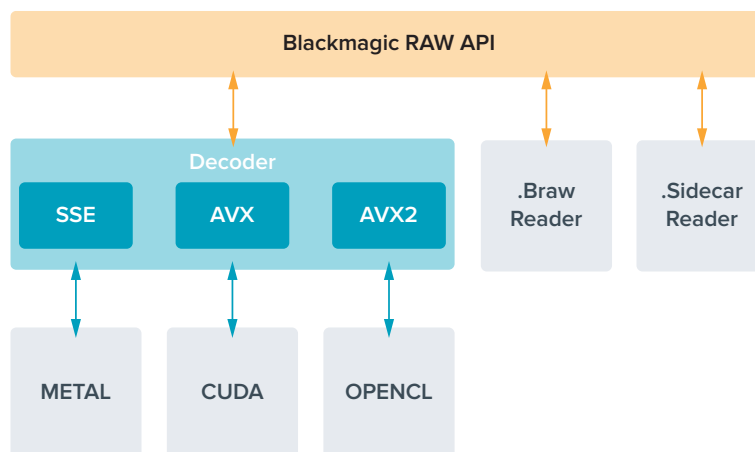 Blackmagic RAW API
Decoder
SSE
AVX
AVX2
.Braw
Reader
.Sidecar
Reader
METAL
CUDA
OPENCL